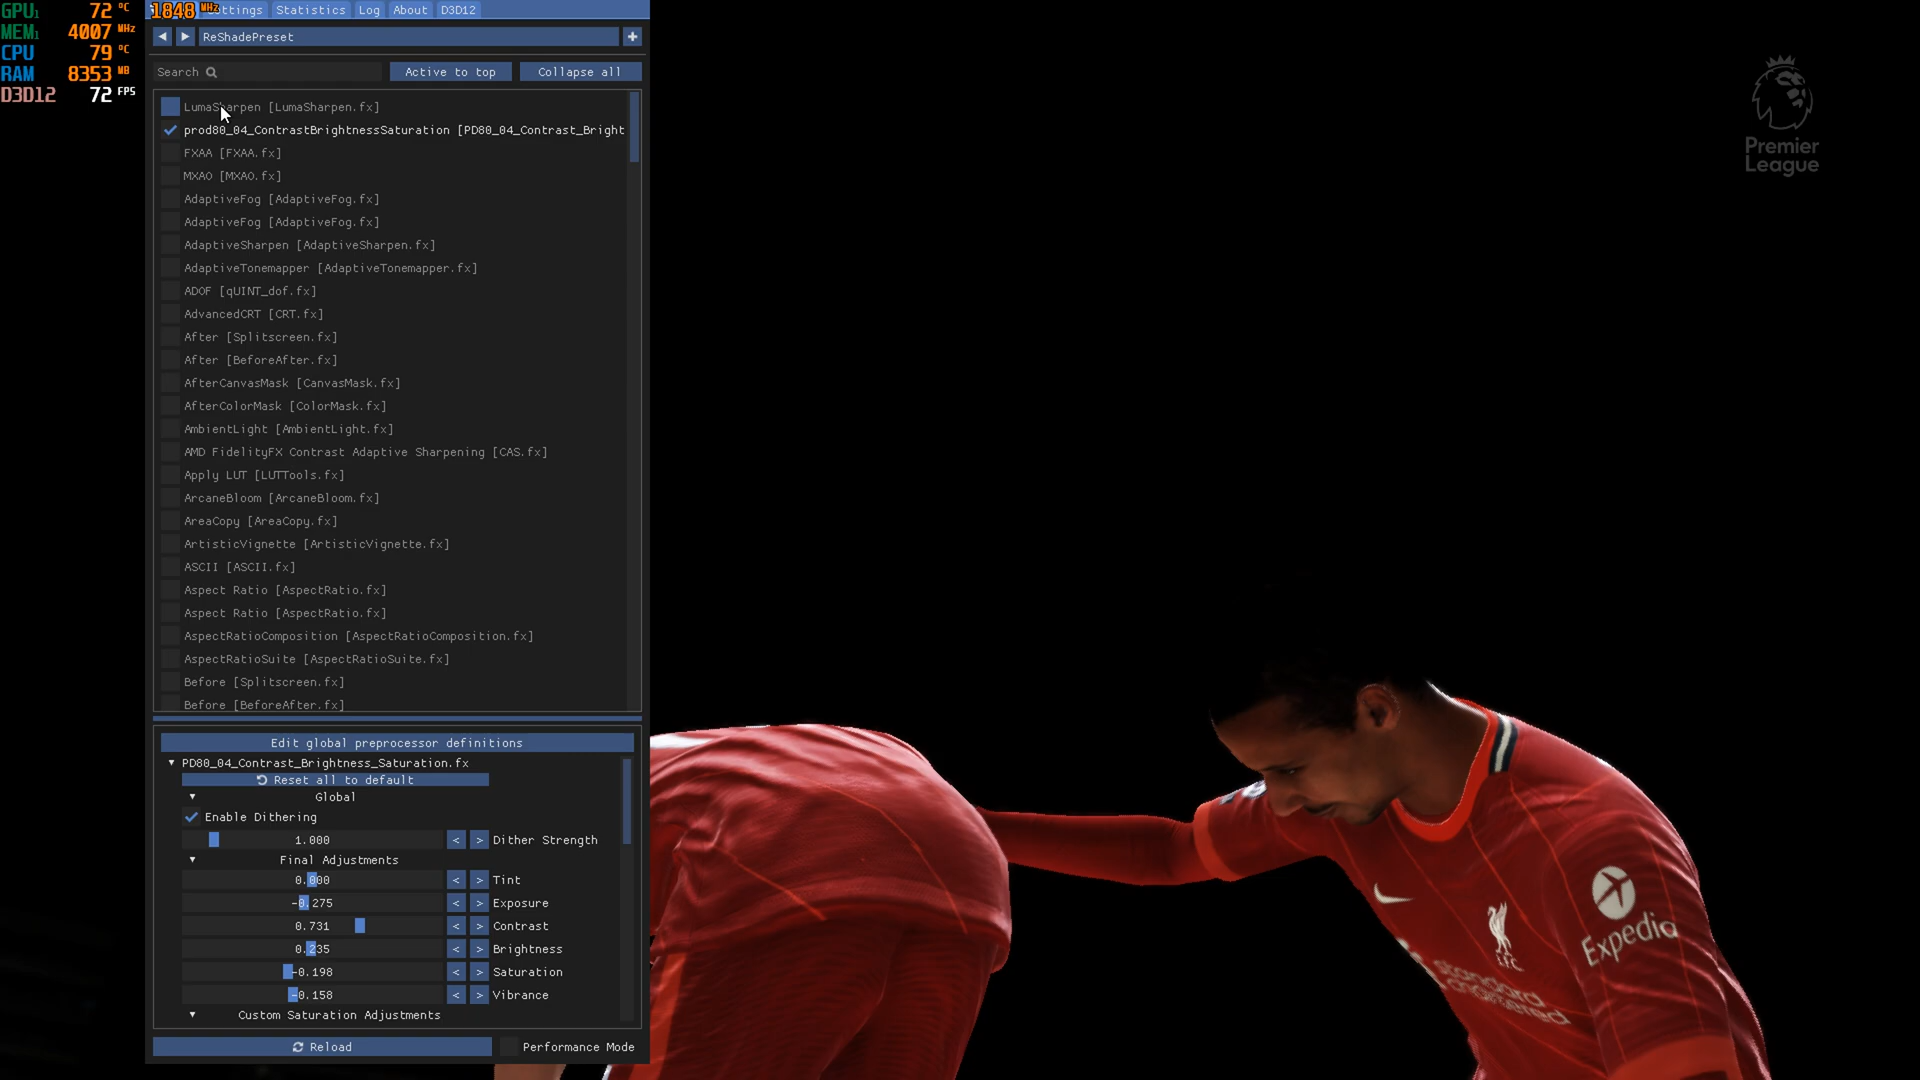 GPU1 72 °C
MEM1 4007 MHz
CPU 79 °C
RAM 8353 MB
D3D12 72 FPS
1848 MHz
Settings Statistics Log About D3D12
ReShadePreset
Search
Active to top
Collapse all
LumaSharpen [LumaSharpen.fx]
prod80_04_ContrastBrightnessSaturation [PD80_04_Contrast_Bright
FXAA [FXAA.fx]
MXAO [MXAO.fx]
AdaptiveFog [AdaptiveFog.fx]
AdaptiveFog [AdaptiveFog.fx]
AdaptiveSharpen [AdaptiveSharpen.fx]
AdaptiveTonemapper [AdaptiveTonemapper.fx]
ADOF [qUINT_dof.fx]
AdvancedCRT [CRT.fx]
After [Splitscreen.fx]
After [BeforeAfter.fx]
AfterCanvasMask [CanvasMask.fx]
AfterColorMask [ColorMask.fx]
AmbientLight [AmbientLight.fx]
AMD FidelityFX Contrast Adaptive Sharpening [CAS.fx]
Apply LUT [LUTTools.fx]
ArcaneBloom [ArcaneBloom.fx]
AreaCopy [AreaCopy.fx]
ArtisticVignette [ArtisticVignette.fx]
ASCII [ASCII.fx]
Aspect Ratio [AspectRatio.fx]
Aspect Ratio [AspectRatio.fx]
AspectRatioComposition [AspectRatioComposition.fx]
AspectRatioSuite [AspectRatioSuite.fx]
Before [Splitscreen.fx]
Before [BeforeAfter.fx]
Edit global preprocessor definitions
PD80_04_Contrast_Brightness_Saturation.fx
Reset all to default
Global
Enable Dithering
1.000 < > Dither Strength
Final Adjustments
0.000 < > Tint
-0.275 < > Exposure
0.731 < > Contrast
0.235 < > Brightness
-0.198 < > Saturation
-0.158 < > Vibrance
Custom Saturation Adjustments
Reload
Performance Mode
Premier
League
L.F.C.
Expedia
standard
chartered